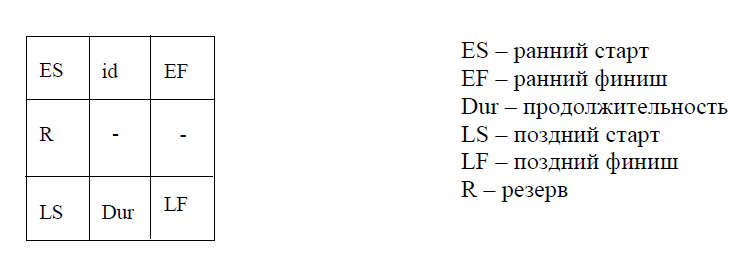 ES id EF
R - -
LS Dur LF
ES – ранний старт
EF – ранний финиш
Dur – продолжительность
LS – поздний старт
LF – поздний финиш
R – резерв